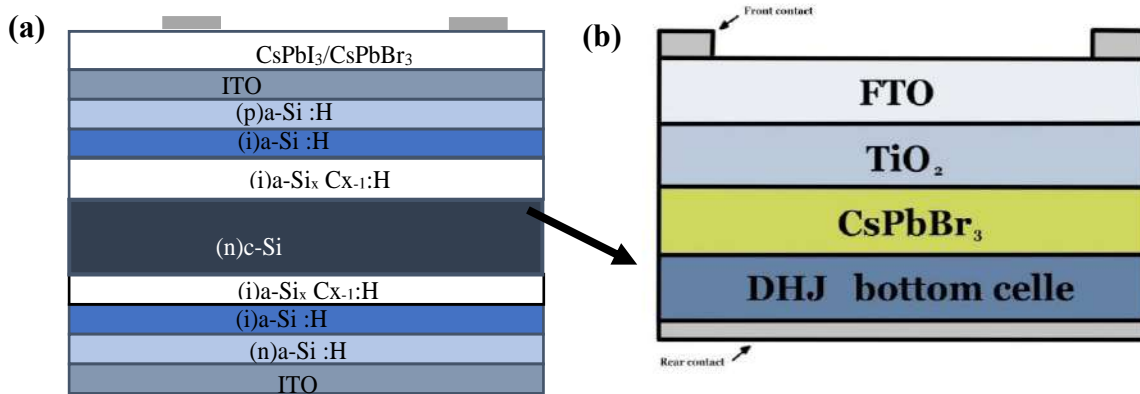 (a)
CsPbI₃/CsPbBr₃
ITO
(p)a-Si :H
(i)a-Si :H
(i)a-Siₓ Cx₋₁:H
(n)c-Si
(i)a-Siₓ Cx₋₁:H
(i)a-Si :H
(n)a-Si :H
ITO
(b)
Front contact
FTO
TiO₂
CsPbBr₃
DHJ bottom celle
Rear contact